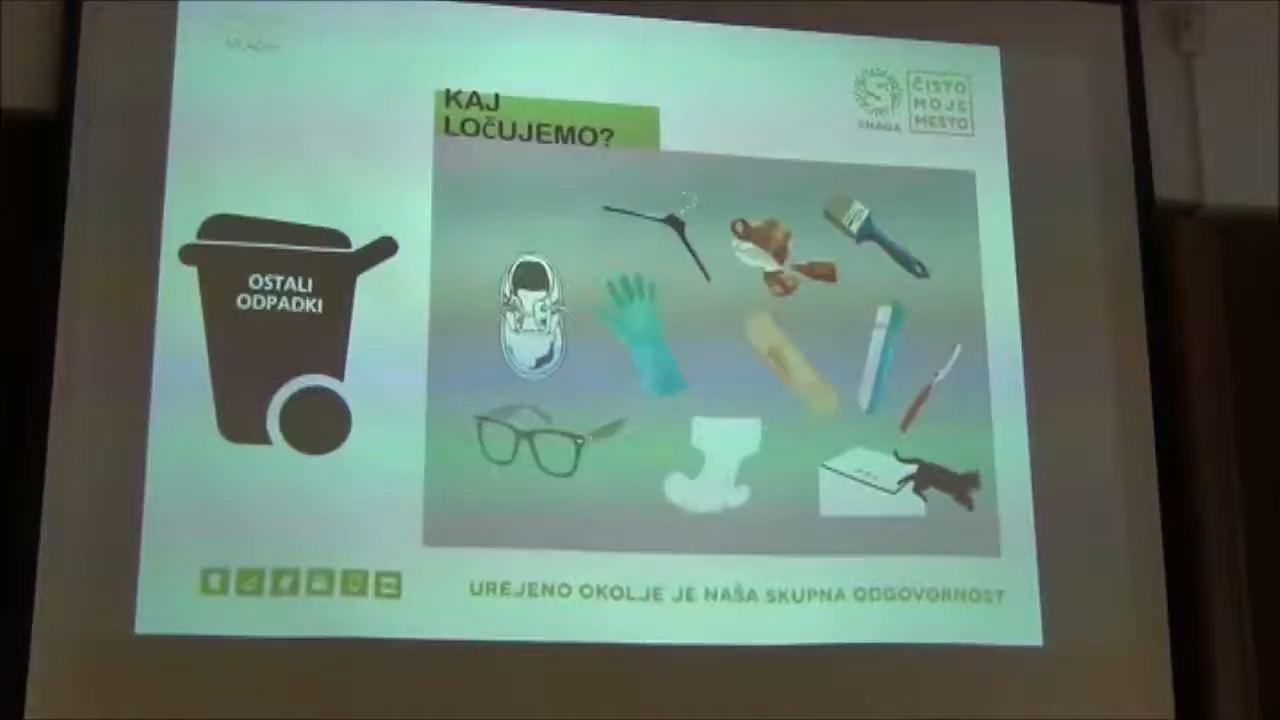 KAJ
LOČUJEMO?
SNAGA
ČISTO
MOJE
MESTO
OSTALI
ODPADKI
UREJENO OKOLJE JE NAŠA SKUPNA ODGOVORNOST